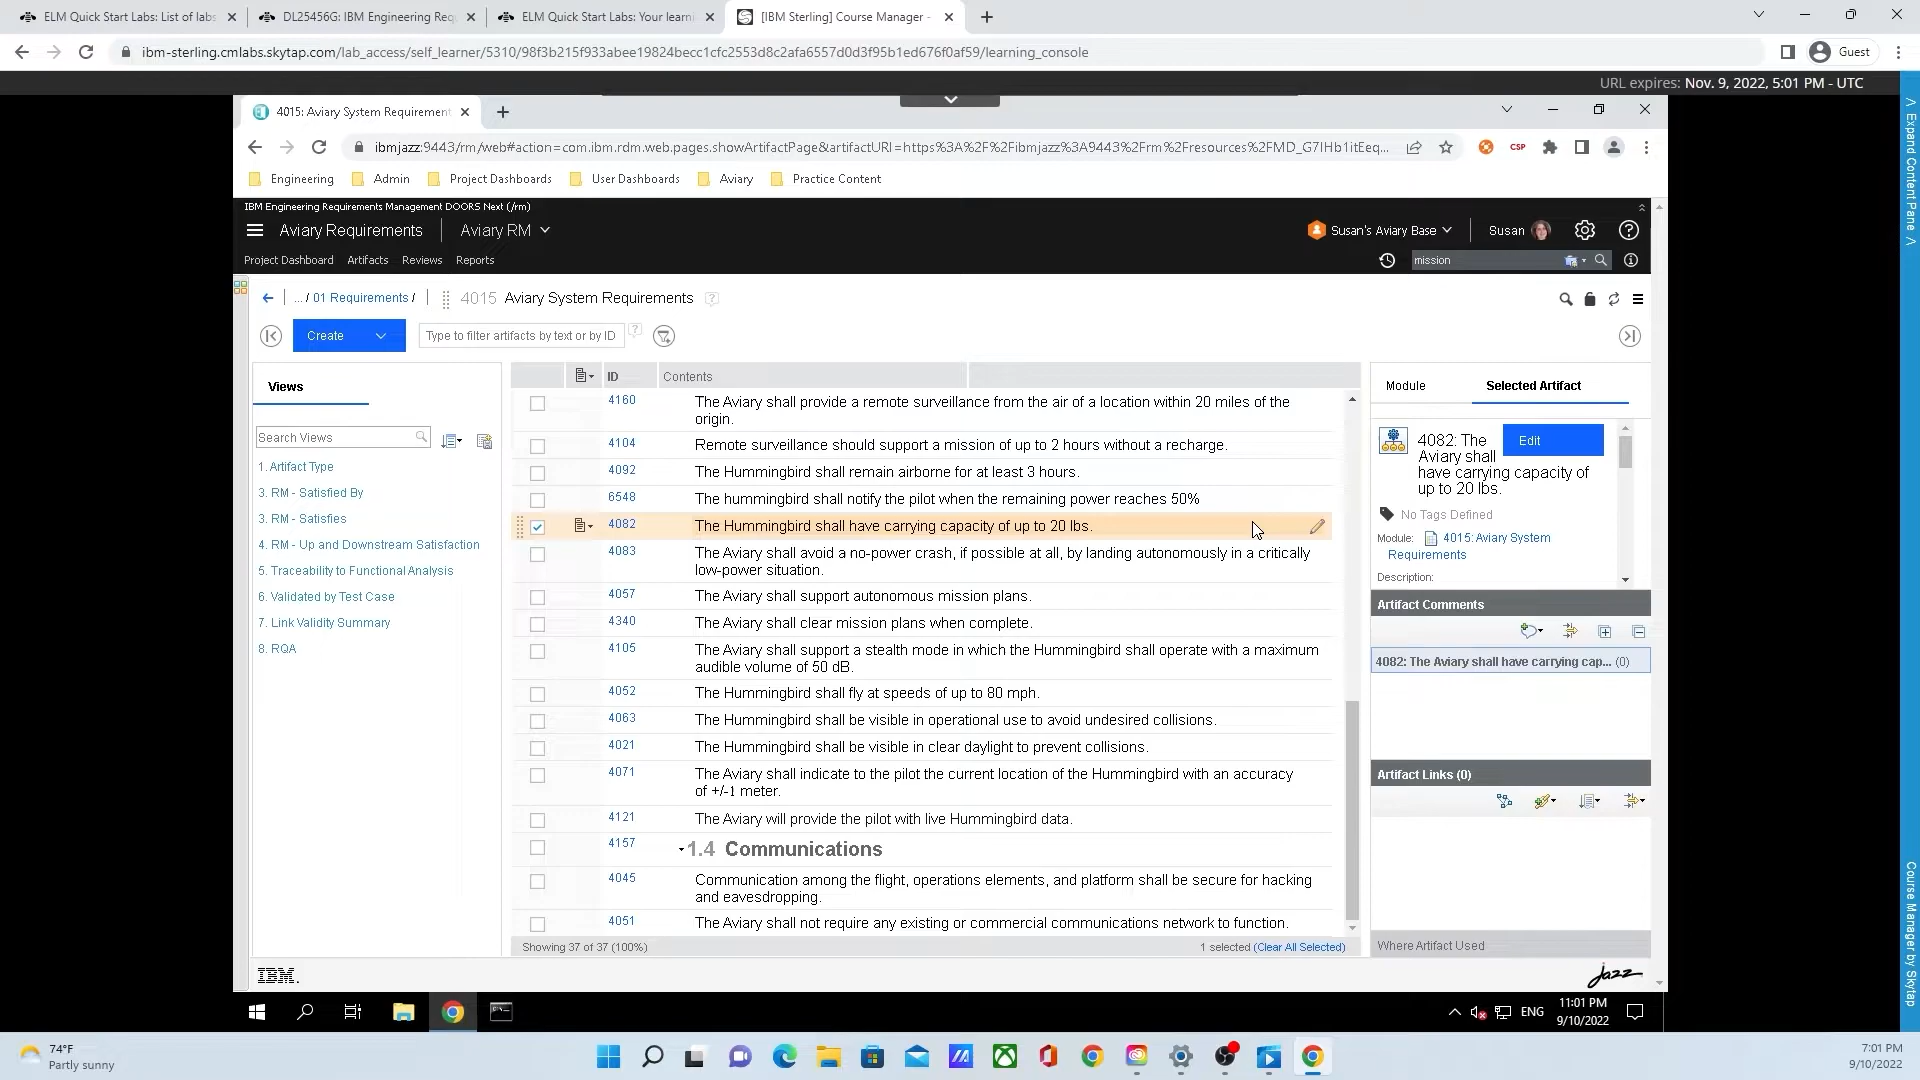 ELM Quick Start Labs: List of labs
DL25456G: IBM Engineering Req
ELM Quick Start Labs: Your learni
[IBM Sterling] Course Manager -
ibm-sterling.cmlabs.skytap.com/lab_access/self_learner/5310/98f3b215f933abee19824becc1cfc2553d8c2afa6557d0d3f95b1ed676f0af59/learning_console
Guest
URL expires: Nov. 9, 2022, 5:01 PM - UTC
4015: Aviary System Requirement
ibmjazz:9443/rm/web#action=com.ibm.rdm.web.pages.showArtifactPage&artifactURI=https%3A%2F%2Fibmjazz%3A9443%2Frm%2Fresources%2FMD_G7IHb1itEeq...
CSP
Engineering
Admin
Project Dashboards
User Dashboards
Aviary
Practice Content
IBM Engineering Requirements Management DOORS Next (/rm)
Aviary Requirements
Aviary RM
Susan's Aviary Base
Susan
Project Dashboard
Artifacts
Reviews
Reports
mission
... / 01 Requirements /
4015 Aviary System Requirements
Create
Type to filter artifacts by text or by ID
Views
Search Views
1. Artifact Type
3. RM - Satisfied By
3. RM - Satisfies
4. RM - Up and Downstream Satisfaction
5. Traceability to Functional Analysis
6. Validated by Test Case
7. Link Validity Summary
8. RQA
ID
Contents
4160 The Aviary shall provide a remote surveillance from the air of a location within 20 miles of the
origin.
4104 Remote surveillance should support a mission of up to 2 hours without a recharge.
4092 The Hummingbird shall remain airborne for at least 3 hours.
6548 The hummingbird shall notify the pilot when the remaining power reaches 50%
4082 The Hummingbird shall have carrying capacity of up to 20 lbs.
4083 The Aviary shall avoid a no-power crash, if possible at all, by landing autonomously in a critically
low-power situation.
4057 The Aviary shall support autonomous mission plans.
4340 The Aviary shall clear mission plans when complete.
4105 The Aviary shall support a stealth mode in which the Hummingbird shall operate with a maximum
audible volume of 50 dB.
4052 The Hummingbird shall fly at speeds of up to 80 mph.
4063 The Hummingbird shall be visible in operational use to avoid undesired collisions.
4021 The Hummingbird shall be visible in clear daylight to prevent collisions.
4071 The Aviary shall indicate to the pilot the current location of the Hummingbird with an accuracy
of +/-1 meter.
4121 The Aviary will provide the pilot with live Hummingbird data.
4157 1.4 Communications
4045 Communication among the flight, operations elements, and platform shall be secure for hacking
and eavesdropping.
4051 The Aviary shall not require any existing or commercial communications network to function.
Showing 37 of 37 (100%)
1 selected (Clear All Selected)
Module
Selected Artifact
4082: The
Aviary shall
have carrying capacity of
up to 20 lbs.
Edit
No Tags Defined
Module: 4015: Aviary System
Requirements
Description:
Artifact Comments
4082: The Aviary shall have carrying cap... (0)
Artifact Links (0)
Where Artifact Used
IBM.
Jazz
ENG
11:01 PM
9/10/2022
< Expand Content Pane <
Course Manager by Skytap
74°F
Partly sunny
7:01 PM
9/10/2022